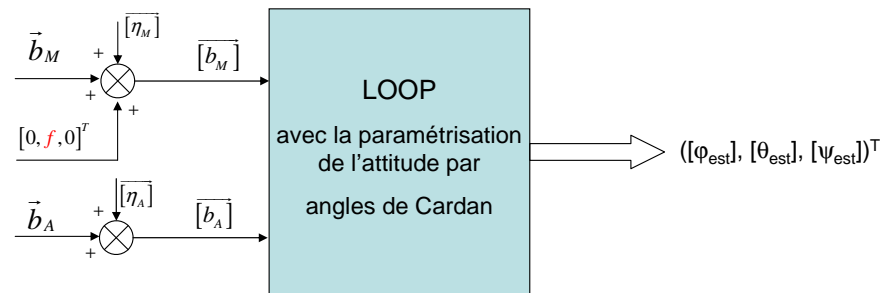 [η_M]
b_M
+
+
+
[b_M]
[0, f, 0]^T
[η_A]
b_A
+
+
[b_A]
LOOP
avec la paramétrisation
de l'attitude par
angles de Cardan
([φ_est], [θ_est], [ψ_est])^T